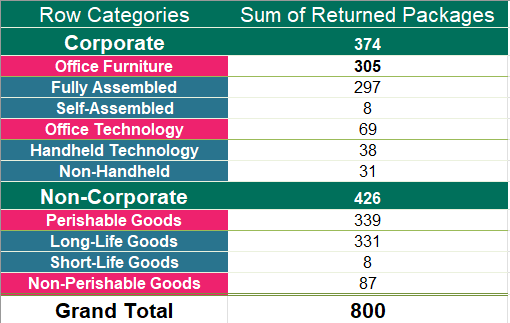 Row Categories Sum of Returned Packages
Corporate 374
Office Furniture 305
Fully Assembled 297
Self-Assembled 8
Office Technology 69
Handheld Technology 38
Non-Handheld 31
Non-Corporate 426
Perishable Goods 339
Long-Life Goods 331
Short-Life Goods 8
Non-Perishable Goods 87
Grand Total 800